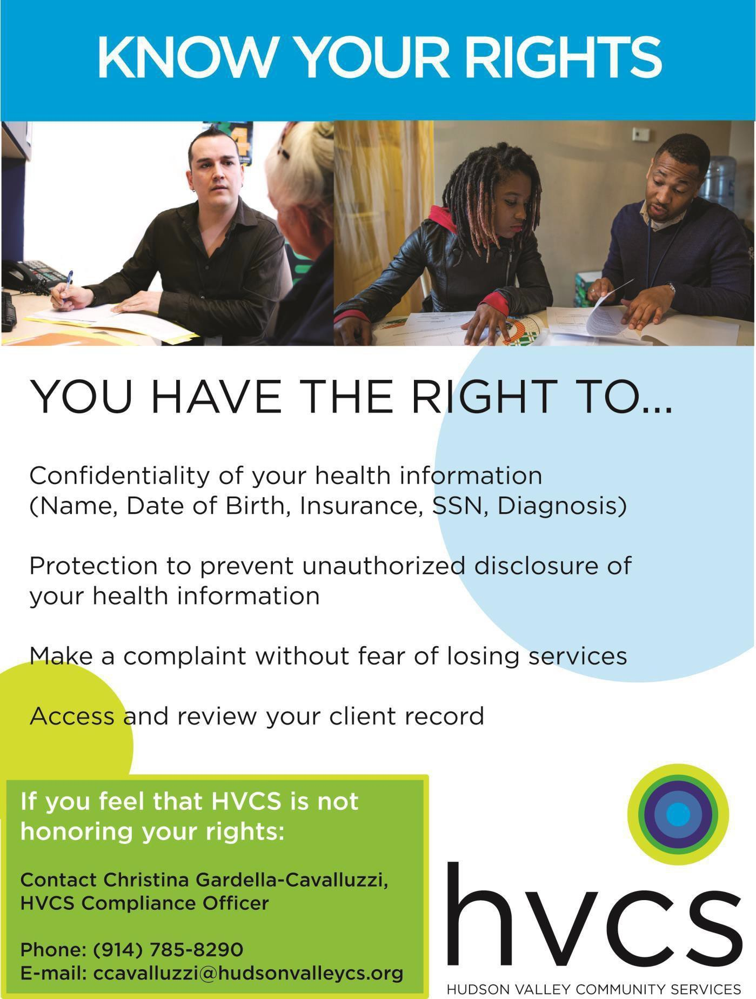 KNOW YOUR RIGHTS
YOU HAVE THE RIGHT TO...
Confidentiality of your health information
(Name, Date of Birth, Insurance, SSN, Diagnosis)
Protection to prevent unauthorized disclosure of
your health information
Make a complaint without fear of losing services
Access and review your client record
If you feel that HVCS is not
honoring your rights:
Contact Christina Gardella-Cavalluzzi,
HVCS Compliance Officer
Phone: (914) 785-8290
E-mail: ccavalluzzi@hudsonvalleycs.org
hvcs
HUDSON VALLEY COMMUNITY SERVICES